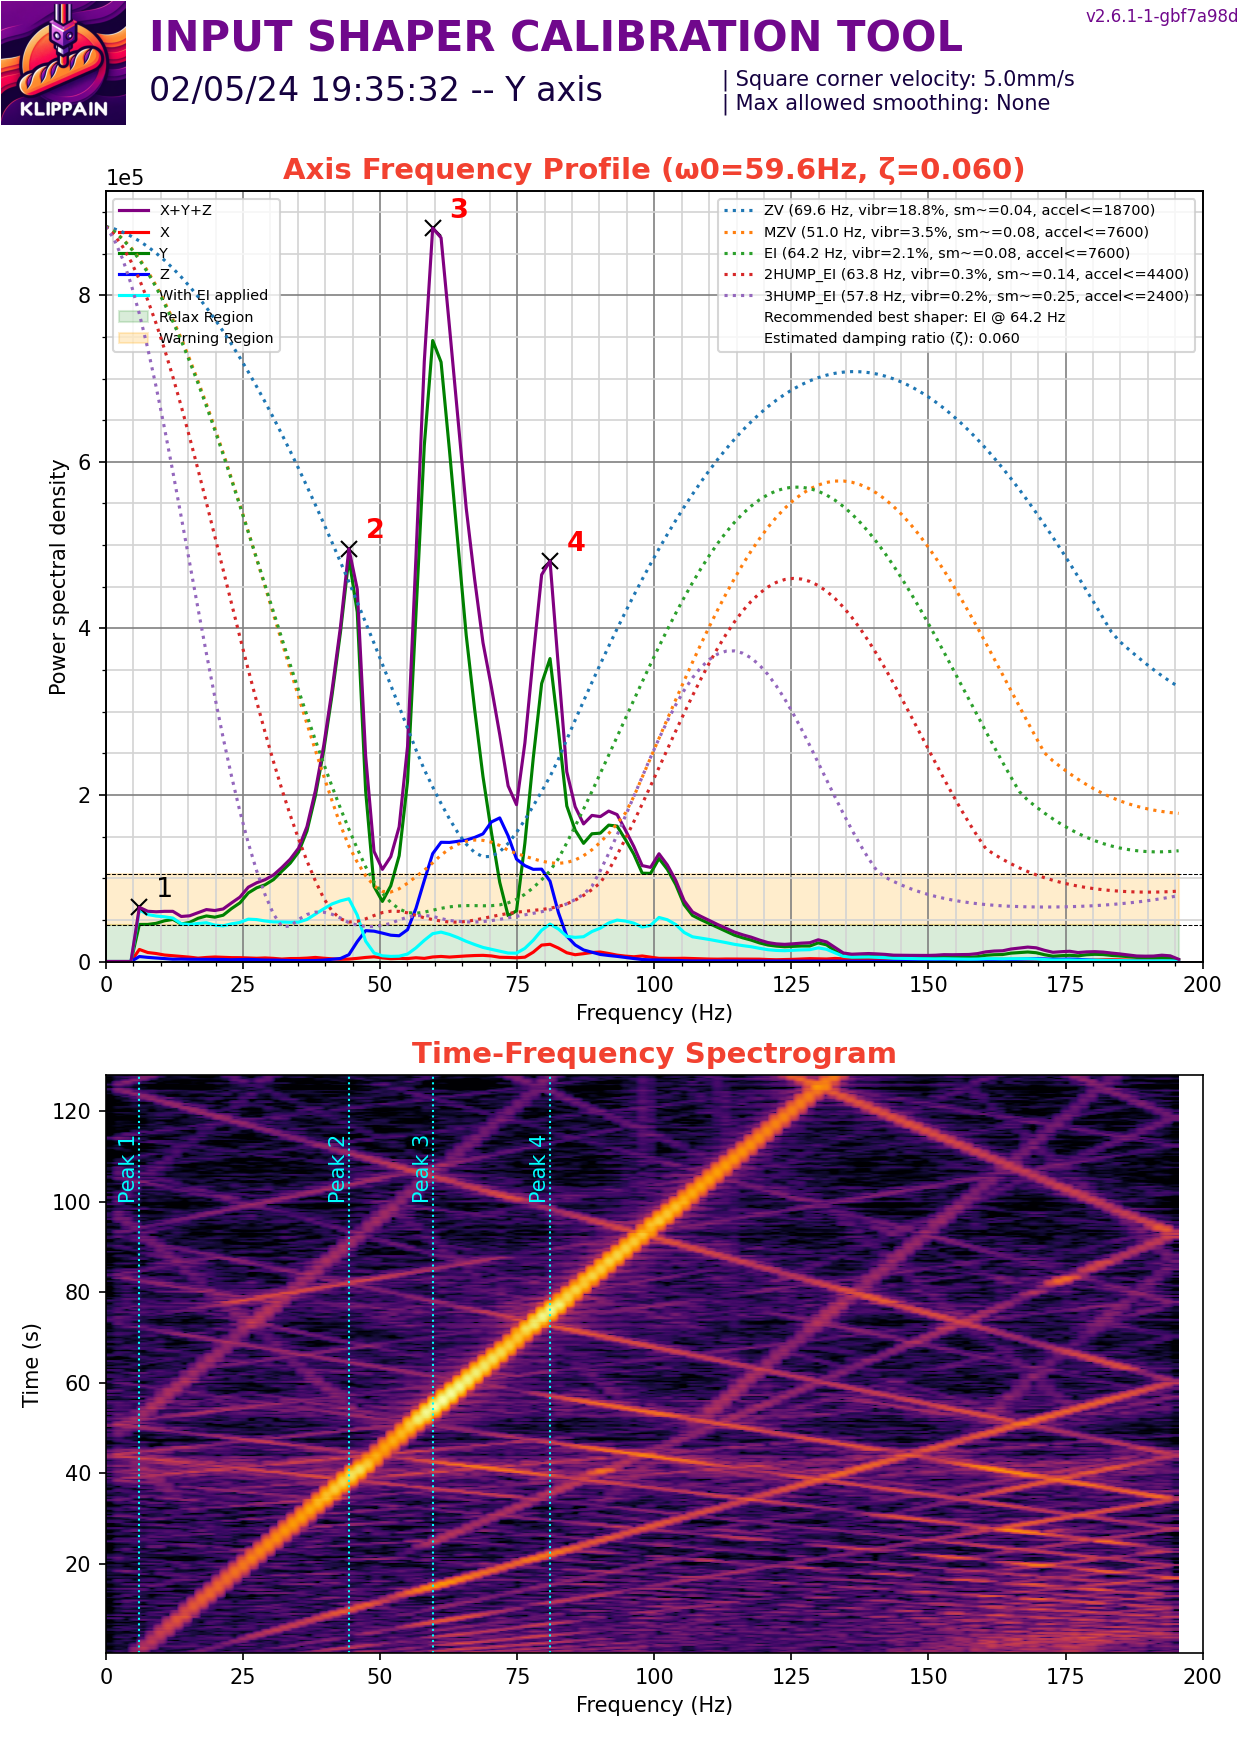 v2.6.1-1-gbf7a98d
INPUT SHAPER CALIBRATION TOOL
02/05/24 19:35:32 -- Y axis
| Square corner velocity: 5.0mm/s
| Max allowed smoothing: None
KLIPPAIN
Axis Frequency Profile (ω0=59.6Hz, ζ=0.060)
1e5
X+Y+Z
X
Y
Z
With EI applied
Relax Region
Warning Region
ZV (69.6 Hz, vibr=18.8%, sm~=0.04, accel<=18700)
MZV (51.0 Hz, vibr=3.5%, sm~=0.08, accel<=7600)
EI (64.2 Hz, vibr=2.1%, sm~=0.08, accel<=7600)
2HUMP_EI (63.8 Hz, vibr=0.3%, sm~=0.14, accel<=4400)
3HUMP_EI (57.8 Hz, vibr=0.2%, sm~=0.25, accel<=2400)
Recommended best shaper: EI @ 64.2 Hz
Estimated damping ratio (ζ): 0.060
3
2
4
1
Power spectral density
8
6
4
2
0
0 25 50 75 100 125 150 175 200
Frequency (Hz)
Time-Frequency Spectrogram
Time (s)
120
100
80
60
40
20
Peak 1
Peak 2
Peak 3
Peak 4
0 25 50 75 100 125 150 175 200
Frequency (Hz)